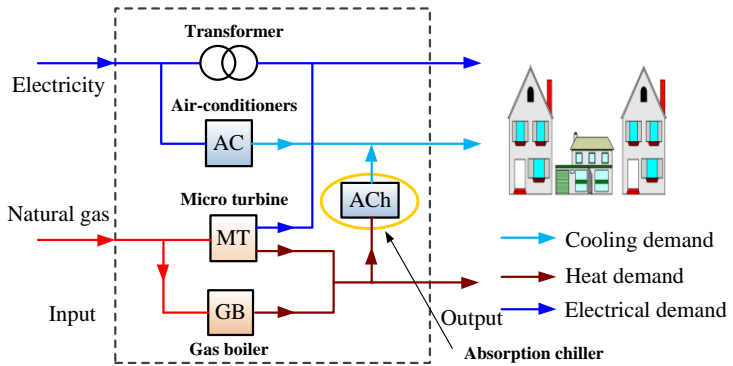 Transformer
Electricity
Air-conditioners
AC
Micro turbine
ACh
Natural gas
MT
Cooling demand
Heat demand
Input
GB
Output
Electrical demand
Gas boiler
Absorption chiller